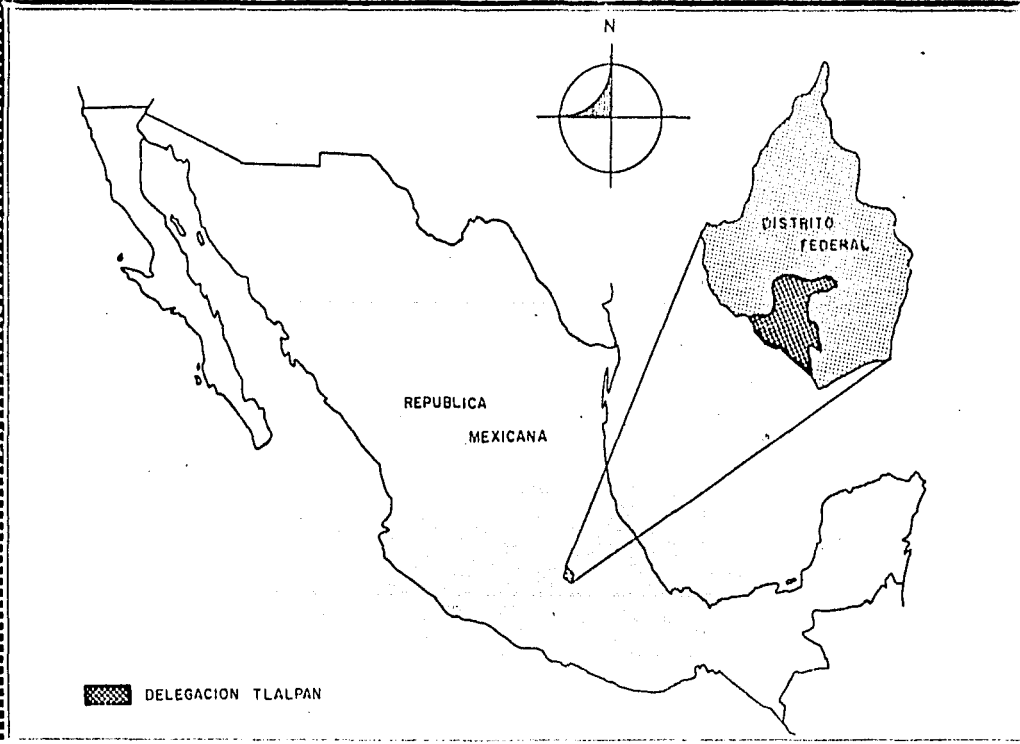 N
DISTRITO
FEDERAL
REPUBLICA
MEXICANA
DELEGACION TLALPAN